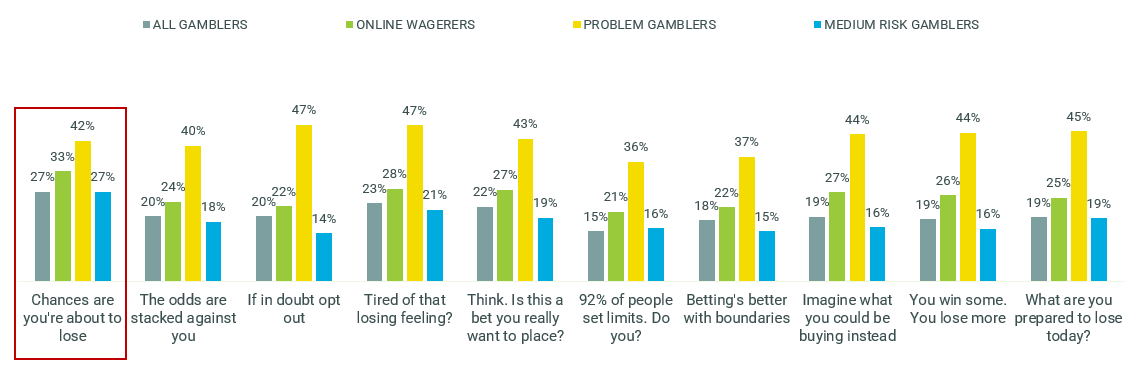 ALL GAMBLERS
ONLINE WAGERERS
PROBLEM GAMBLERS
MEDIUM RISK GAMBLERS
27%
33%
42%
27%
20%
24%
40%
18%
20%
22%
47%
14%
23%
28%
47%
21%
22%
27%
43%
19%
15%
21%
36%
16%
18%
22%
37%
15%
19%
27%
44%
16%
19%
26%
44%
16%
19%
25%
45%
19%
Chances are
you're about to
lose
The odds are
stacked against
you
If in doubt opt
out
Tired of that
losing feeling?
Think. Is this a
bet you really
want to place?
92% of people
set limits. Do
you?
Betting's better
with boundaries
Imagine what
you could be
buying instead
You win some.
You lose more
What are you
prepared to lose
today?